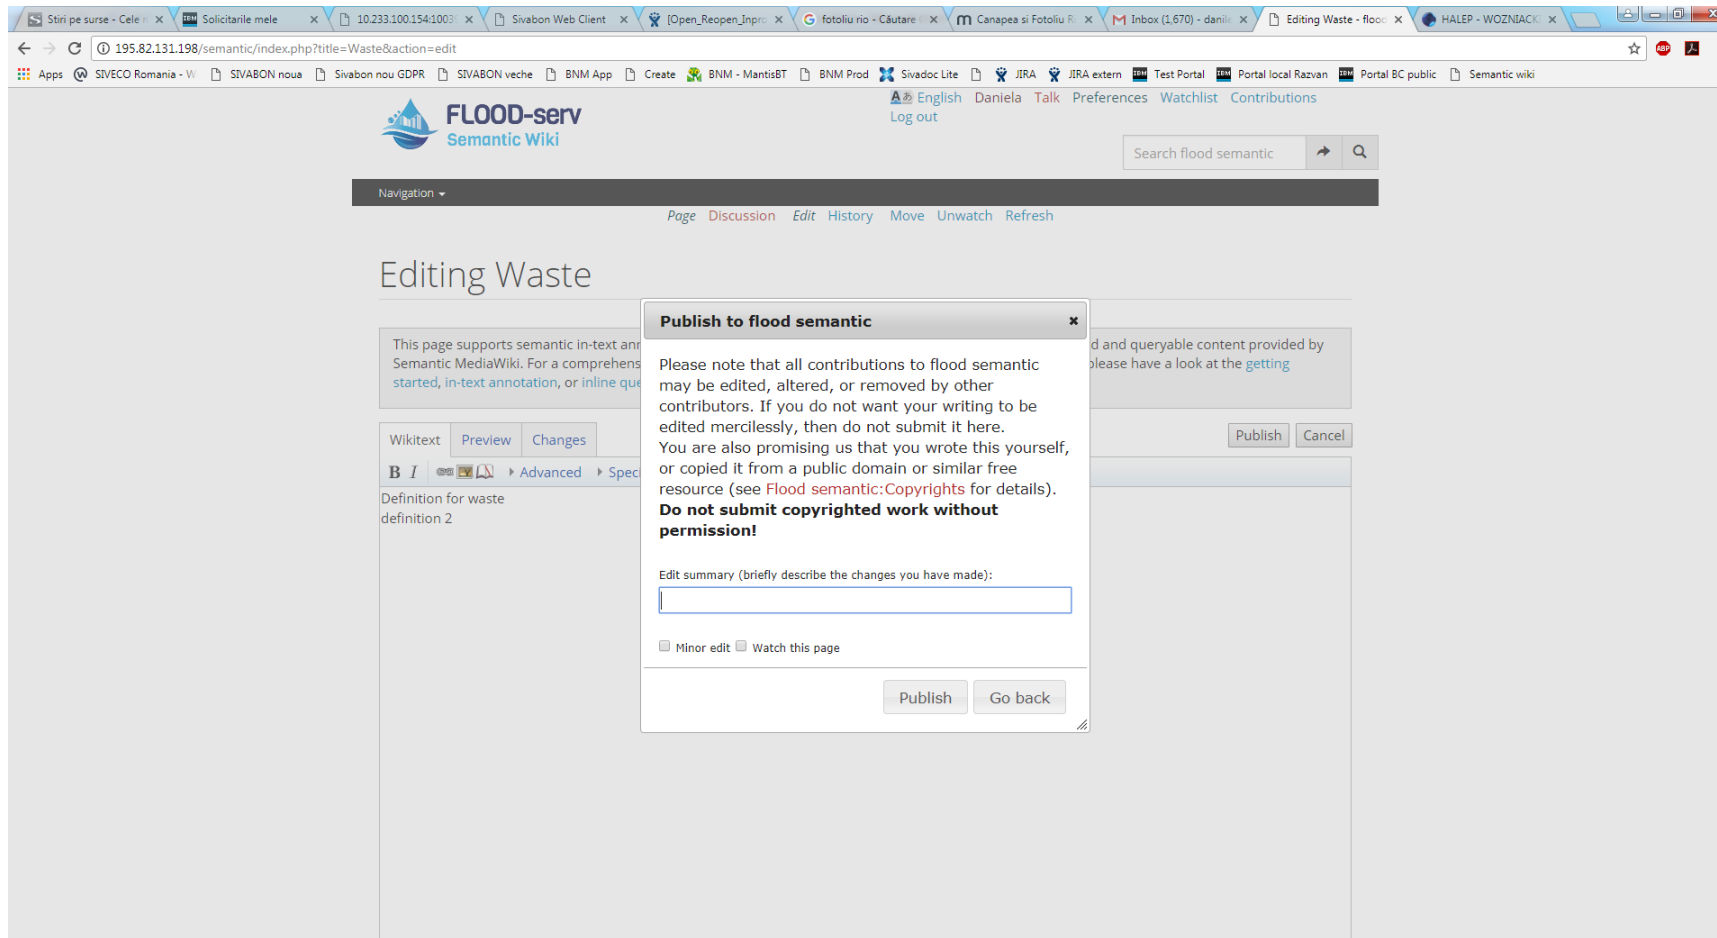 Stiri pe surse - Cele
Solicitarile mele
10.233.100.154:1003
Sivabon Web Client
[Open_Reopen_Inpro
fotoliu rio - Căutare
Canapea si Fotoliu R
Inbox (1,670) - danile
Editing Waste - flood
HALEP - WOZNIACKI
195.82.131.198/semantic/index.php?title=Waste&action=edit
ABP
Apps
SIVECO Romania - W
SIVABON noua
Sivabon nou GDPR
SIVABON veche
BNM App
Create
BNM - MantisBT
BNM Prod
Sivadoc Lite
JIRA
JIRA extern
Test Portal
Portal local Razvan
Portal BC public
Semantic wiki
FLOOD-serv
Semantic Wiki
English Daniela Talk Preferences Watchlist Contributions
Log out
Search flood semantic
Navigation
Page Discussion Edit History Move Unwatch Refresh
Editing Waste
This page supports semantic in-text ann
d and queryable content provided by
Semantic MediaWiki. For a comprehens
please have a look at the getting
started, in-text annotation, or inline que
Wikitext Preview Changes
Publish Cancel
B I Advanced Speci
Definition for waste
definition 2
Publish to flood semantic
Please note that all contributions to flood semantic
may be edited, altered, or removed by other
contributors. If you do not want your writing to be
edited mercilessly, then do not submit it here.
You are also promising us that you wrote this yourself,
or copied it from a public domain or similar free
resource (see Flood semantic:Copyrights for details).
Do not submit copyrighted work without
permission!
Edit summary (briefly describe the changes you have made):
Minor edit Watch this page
Publish Go back